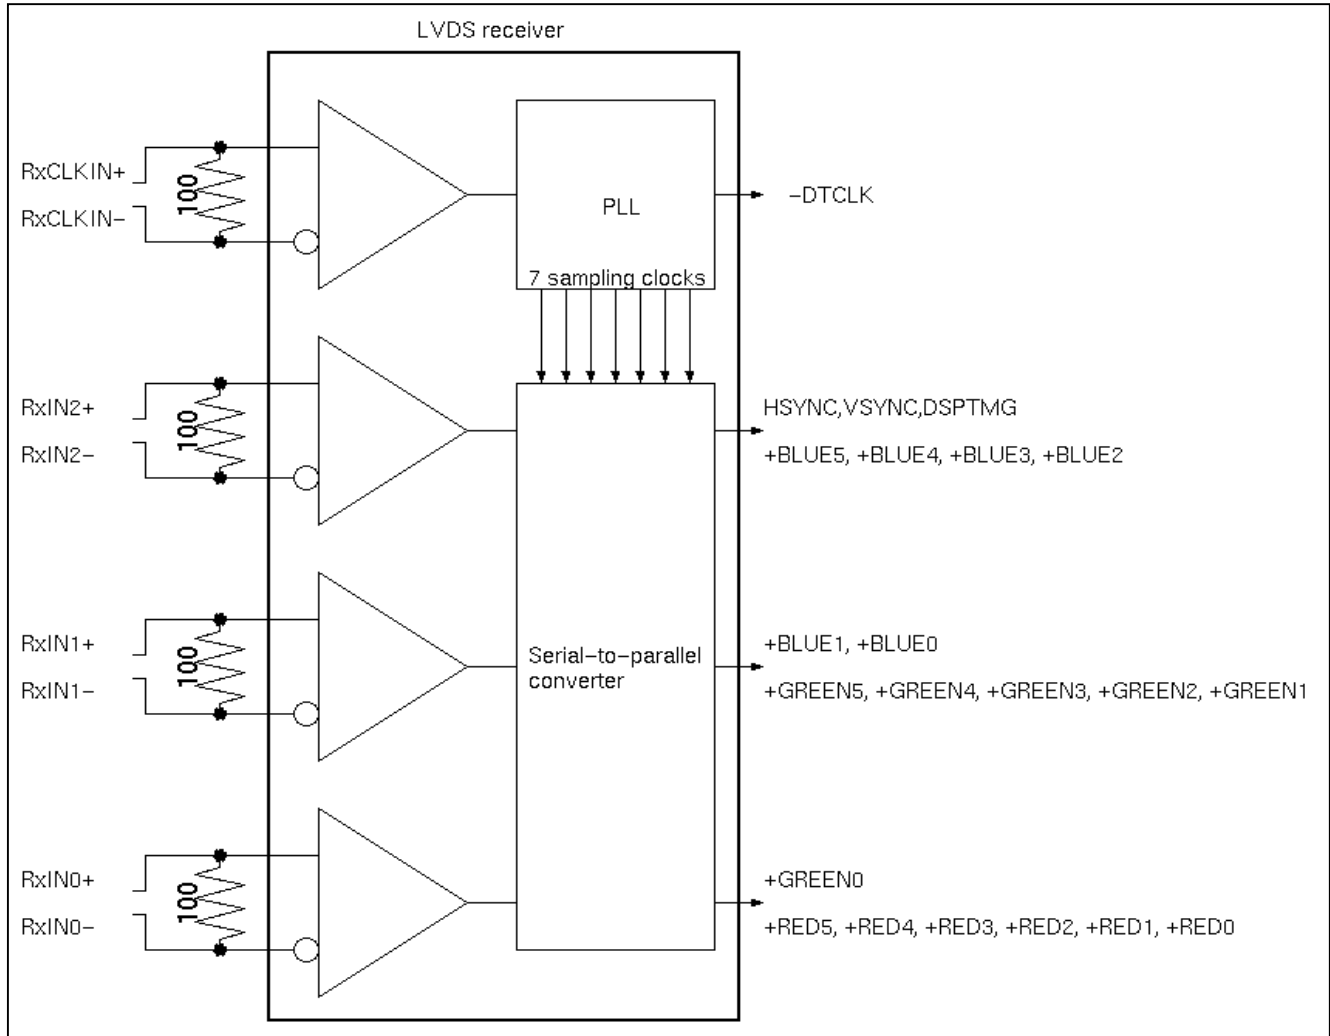 LVDS receiver
RxCLKIN+
100
RxCLKIN−
PLL
−DTCLK
7 sampling clocks
RxIN2+
100
RxIN2−
HSYNC,VSYNC,DSPTMG
+BLUE5, +BLUE4, +BLUE3, +BLUE2
RxIN1+
100
RxIN1−
Serial−to−parallel
converter
+BLUE1, +BLUE0
+GREEN5, +GREEN4, +GREEN3, +GREEN2, +GREEN1
RxIN0+
100
RxIN0−
+GREEN0
+RED5, +RED4, +RED3, +RED2, +RED1, +RED0